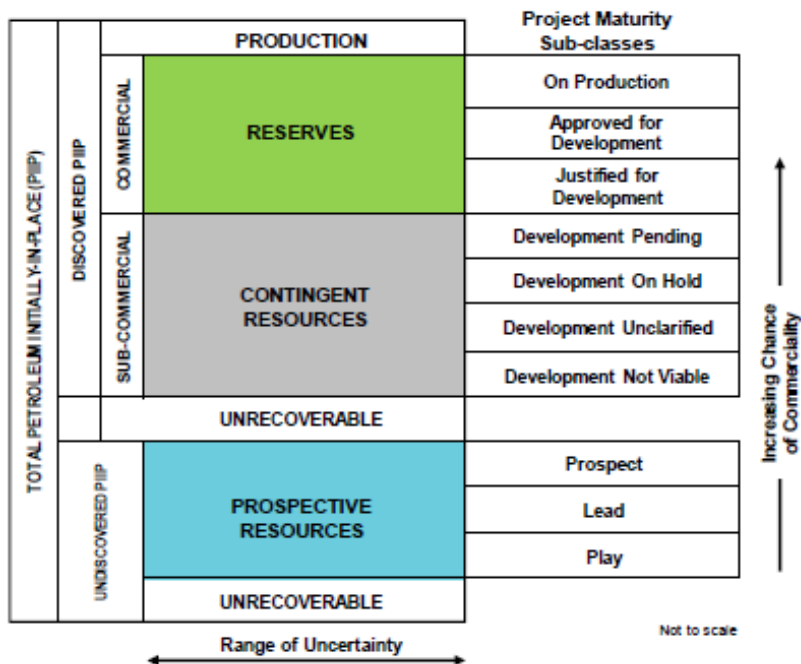 Project Maturity
Sub-classes
PRODUCTION
TOTAL PETROLEUM INITIALLY-IN-PLACE (PIIP)
DISCOVERED PIIP
COMMERCIAL
RESERVES
On Production
Approved for
Development
Justified for
Development
SUB-COMMERCIAL
CONTINGENT
RESOURCES
Development Pending
Development On Hold
Development Unclarified
Development Not Viable
UNRECOVERABLE
UNDISCOVERED PIIP
PROSPECTIVE
RESOURCES
Prospect
Lead
Play
UNRECOVERABLE
Increasing Chance
of Commerciality
Not to scale
Range of Uncertainty